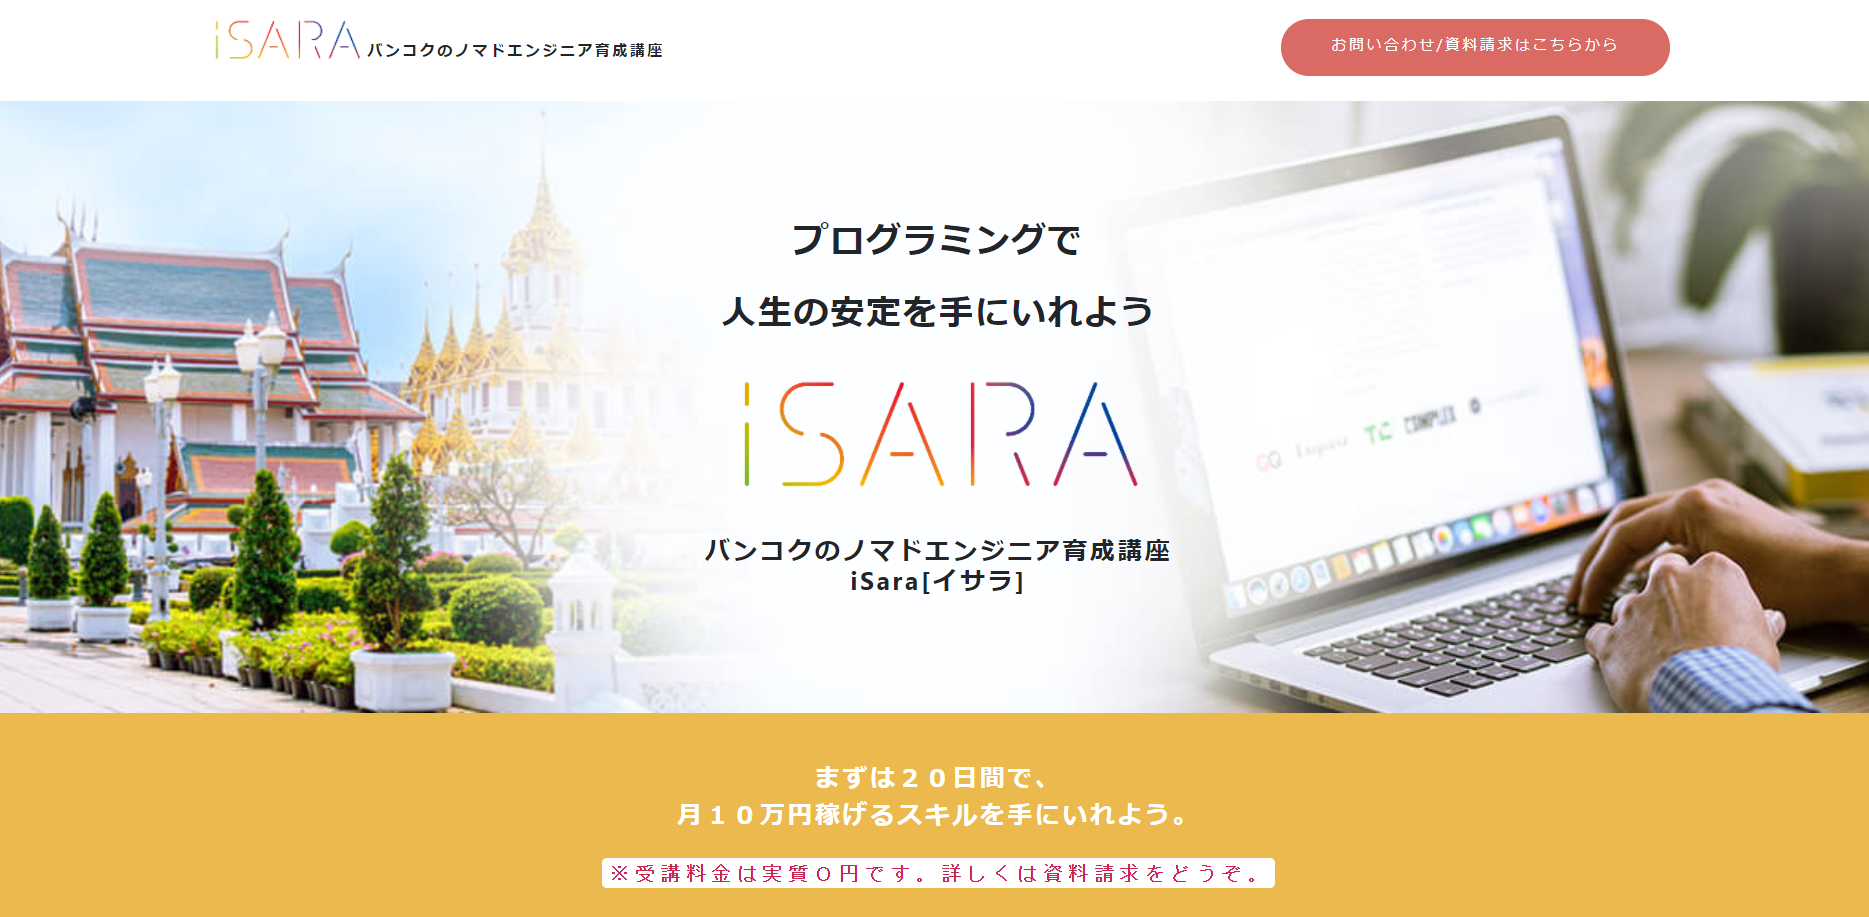 iSARA バンコクのノマドエンジニア育成講座
お問い合わせ/資料請求はこちらから
プログラミングで
人生の安定を手にいれよう
iSARA
バンコクのノマドエンジニア育成講座
iSara[イサラ]
まずは２０日間で、
月１０万円稼げるスキルを手にいれよう。
※受講料金は実質０円です。詳しくは資料請求をどうぞ。